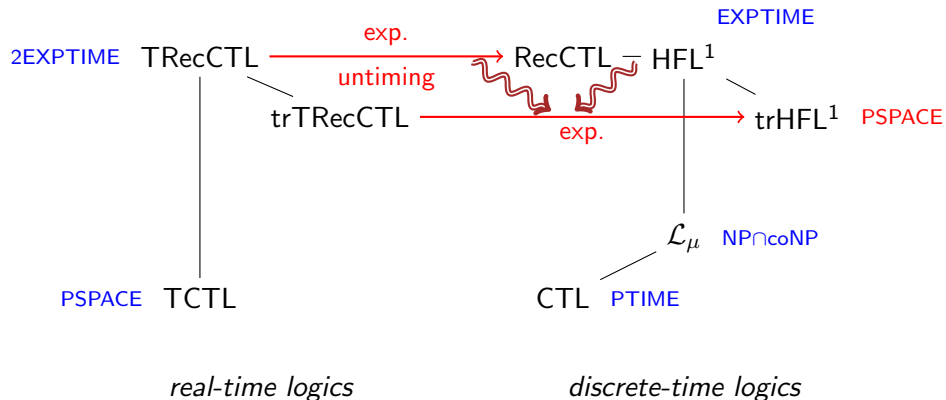 EXPTIME
2EXPTIME TRecCTL exp. RecCTL HFL¹
untiming
trTRecCTL exp. trHFL¹ PSPACE
𝓛μ NP∩coNP
PSPACE TCTL CTL PTIME
real-time logics discrete-time logics